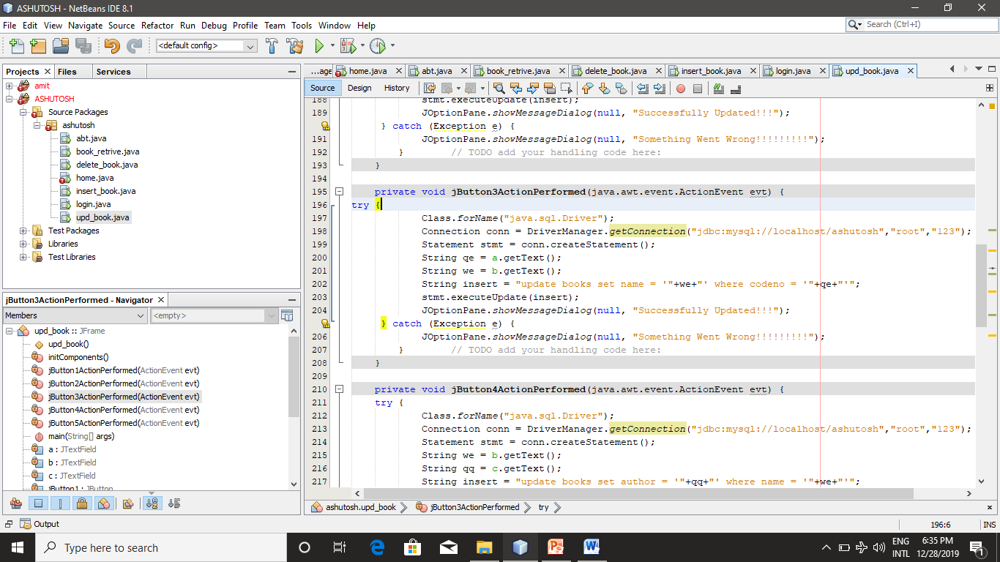 ASHUTOSH - NetBeans IDE 8.1
File Edit View Navigate Source Refactor Run Debug Profile Team Tools Window Help
Search (Ctrl+I)
<default config>
Projects Files Services
amit
ASHUTOSH
Source Packages
ashutosh
abt.java
book_retrive.java
delete_book.java
home.java
insert_book.java
login.java
upd_book.java
Test Packages
Libraries
Test Libraries
jButton3ActionPerformed - Navigator
Members <empty>
upd_book :: JFrame
upd_book()
initComponents()
jButton1ActionPerformed(ActionEvent evt)
jButton2ActionPerformed(ActionEvent evt)
jButton3ActionPerformed(ActionEvent evt)
jButton4ActionPerformed(ActionEvent evt)
jButton5ActionPerformed(ActionEvent evt)
main(String[] args)
a : JTextField
b : JTextField
c : JTextField
jButton1 : JButton
...age home.java abt.java book_retrive.java delete_book.java insert_book.java login.java upd_book.java
Source Design History
188 stmt.executeUpdate(insert);
189 JOptionPane.showMessageDialog(null, "Successfully Updated!!!");
} catch (Exception e) {
191 JOptionPane.showMessageDialog(null, "Something Went Wrong!!!!!!!!!");
192 } // TODO add your handling code here:
193 }
194
195 private void jButton3ActionPerformed(java.awt.event.ActionEvent evt) {
196 try {
197 Class.forName("java.sql.Driver");
198 Connection conn = DriverManager.getConnection("jdbc:mysql://localhost/ashutosh","root","123");
199 Statement stmt = conn.createStatement();
200 String qe = a.getText();
201 String we = b.getText();
202 String insert = "update books set name = '"+we+"' where codeno = '"+qe+"'";
203 stmt.executeUpdate(insert);
204 JOptionPane.showMessageDialog(null, "Successfully Updated!!!");
} catch (Exception e) {
206 JOptionPane.showMessageDialog(null, "Something Went Wrong!!!!!!!!!");
207 } // TODO add your handling code here:
208 }
209
210 private void jButton4ActionPerformed(java.awt.event.ActionEvent evt) {
211 try {
212 Class.forName("java.sql.Driver");
213 Connection conn = DriverManager.getConnection("jdbc:mysql://localhost/ashutosh","root","123");
214 Statement stmt = conn.createStatement();
215 String we = b.getText();
216 String qq = c.getText();
217 String insert = "update books set author = '"+qq+"' where name = '"+we+"'";
ashutosh.upd_book jButton3ActionPerformed try
Output
196:6 INS
Type here to search
ENG 6:35 PM
INTL 12/28/2019
1